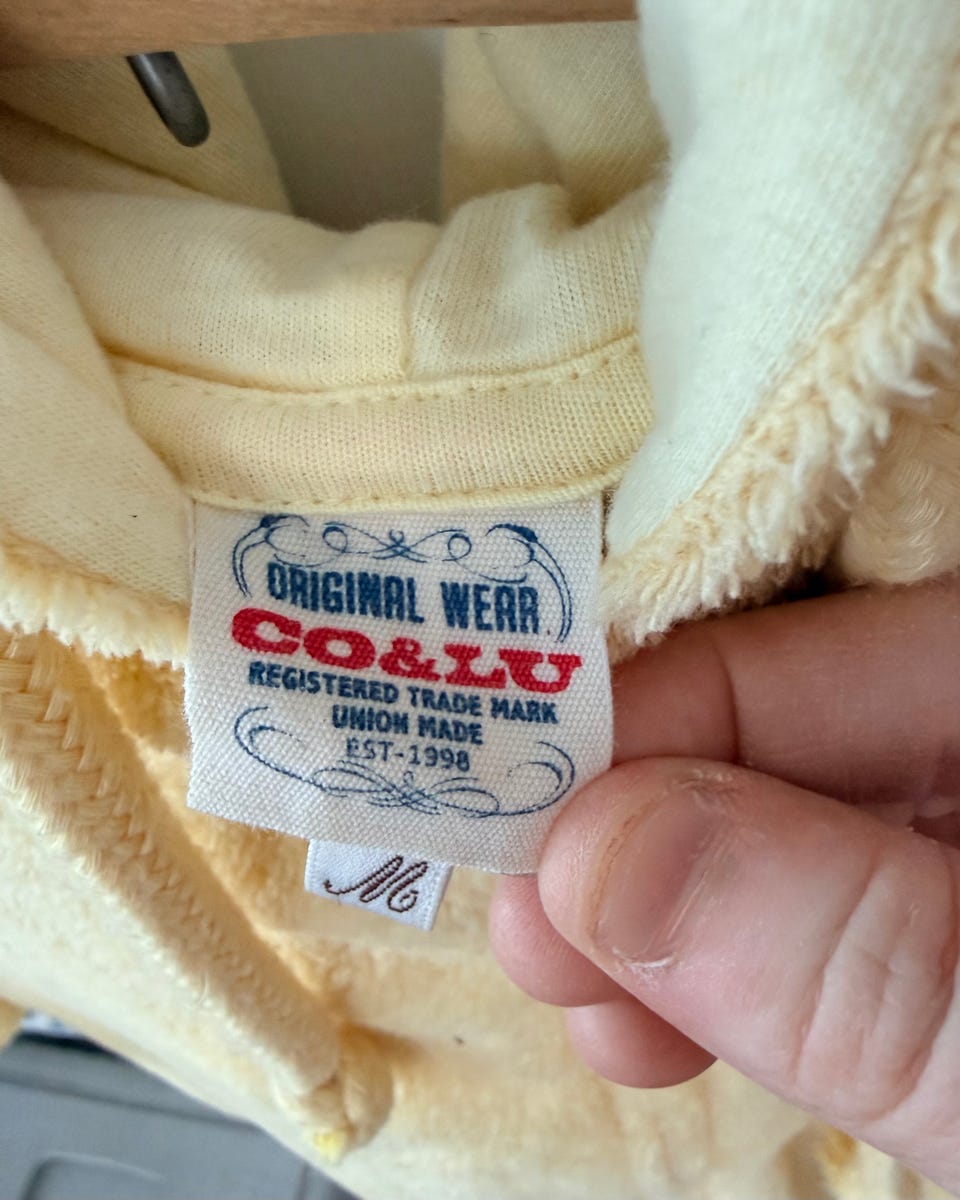 ORIGINAL WEAR
CO&LU
REGISTERED TRADE MARK
UNION MADE
EST-1998
M